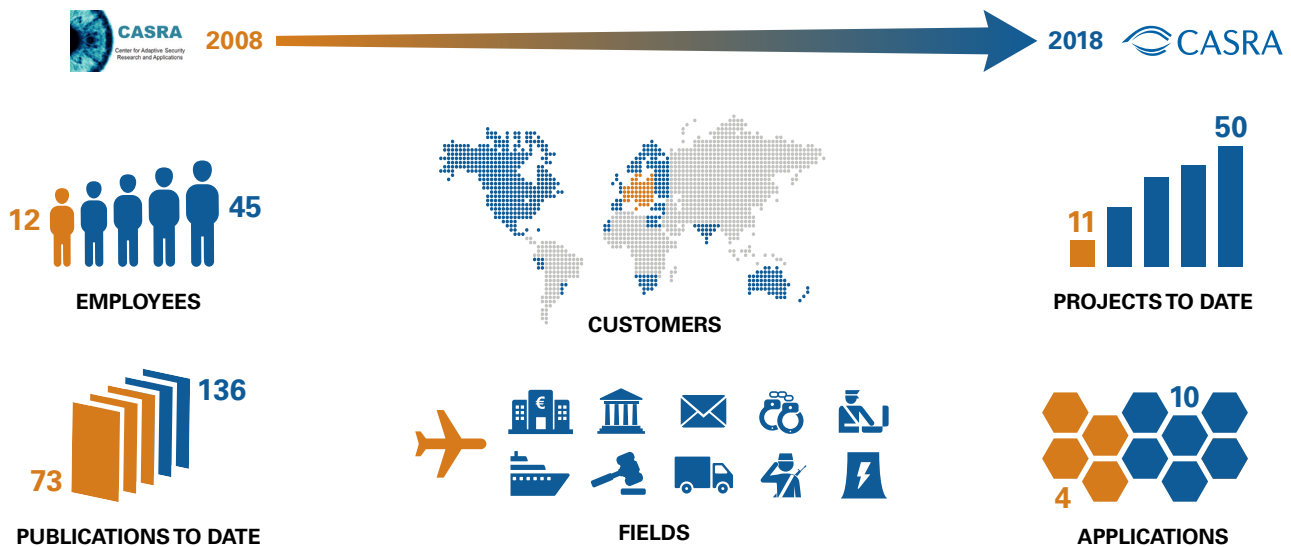 CASRA
Center for Adaptive Security
Research and Applications
2008
2018
CASRA
12
45
EMPLOYEES
CUSTOMERS
11
50
PROJECTS TO DATE
73
136
PUBLICATIONS TO DATE
€
FIELDS
10
4
APPLICATIONS